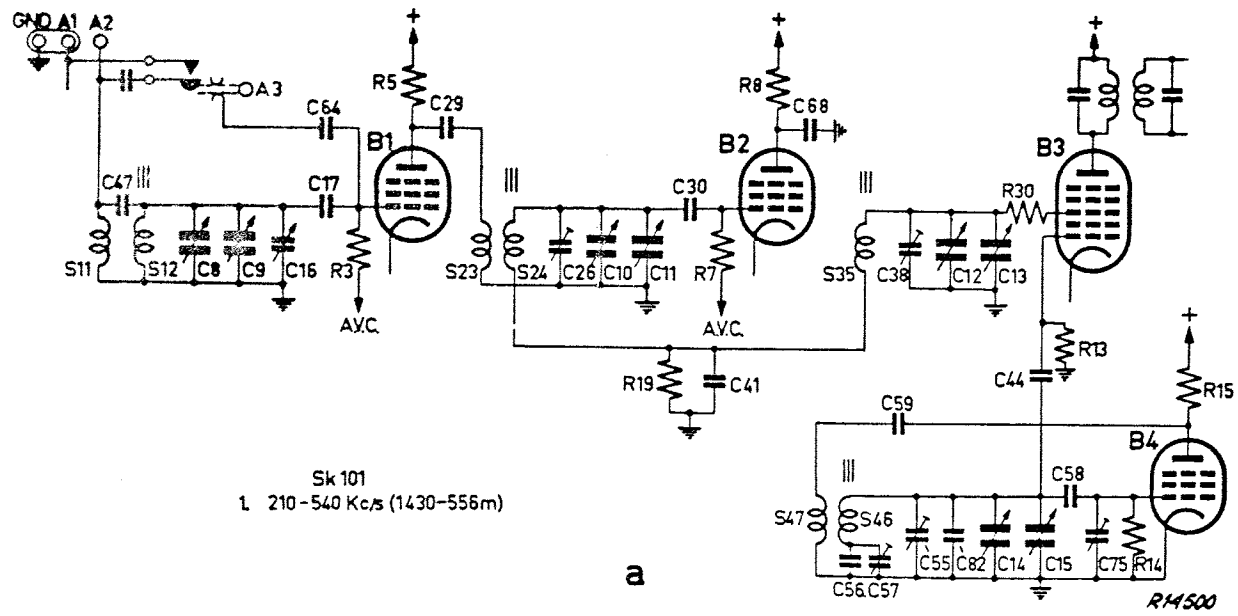 GND A1 A2
+
+
+
R5
C29
R8
C68
A3
C64
B1
B2
B3
C47
C17
C30
R30
S11
S12
C8
C9
C16
R3
A.V.C.
S23
S24
C26
C10
C11
R7
A.V.C.
S35
C38
C12
C13
R13
+
R19
C41
C44
R15
C59
B4
Sk 101
1. 210-540 Kc/s (1430-556m)
C58
S47
S46
C55
C82
C14
C15
C75
R14
C56
C57
a
R14500